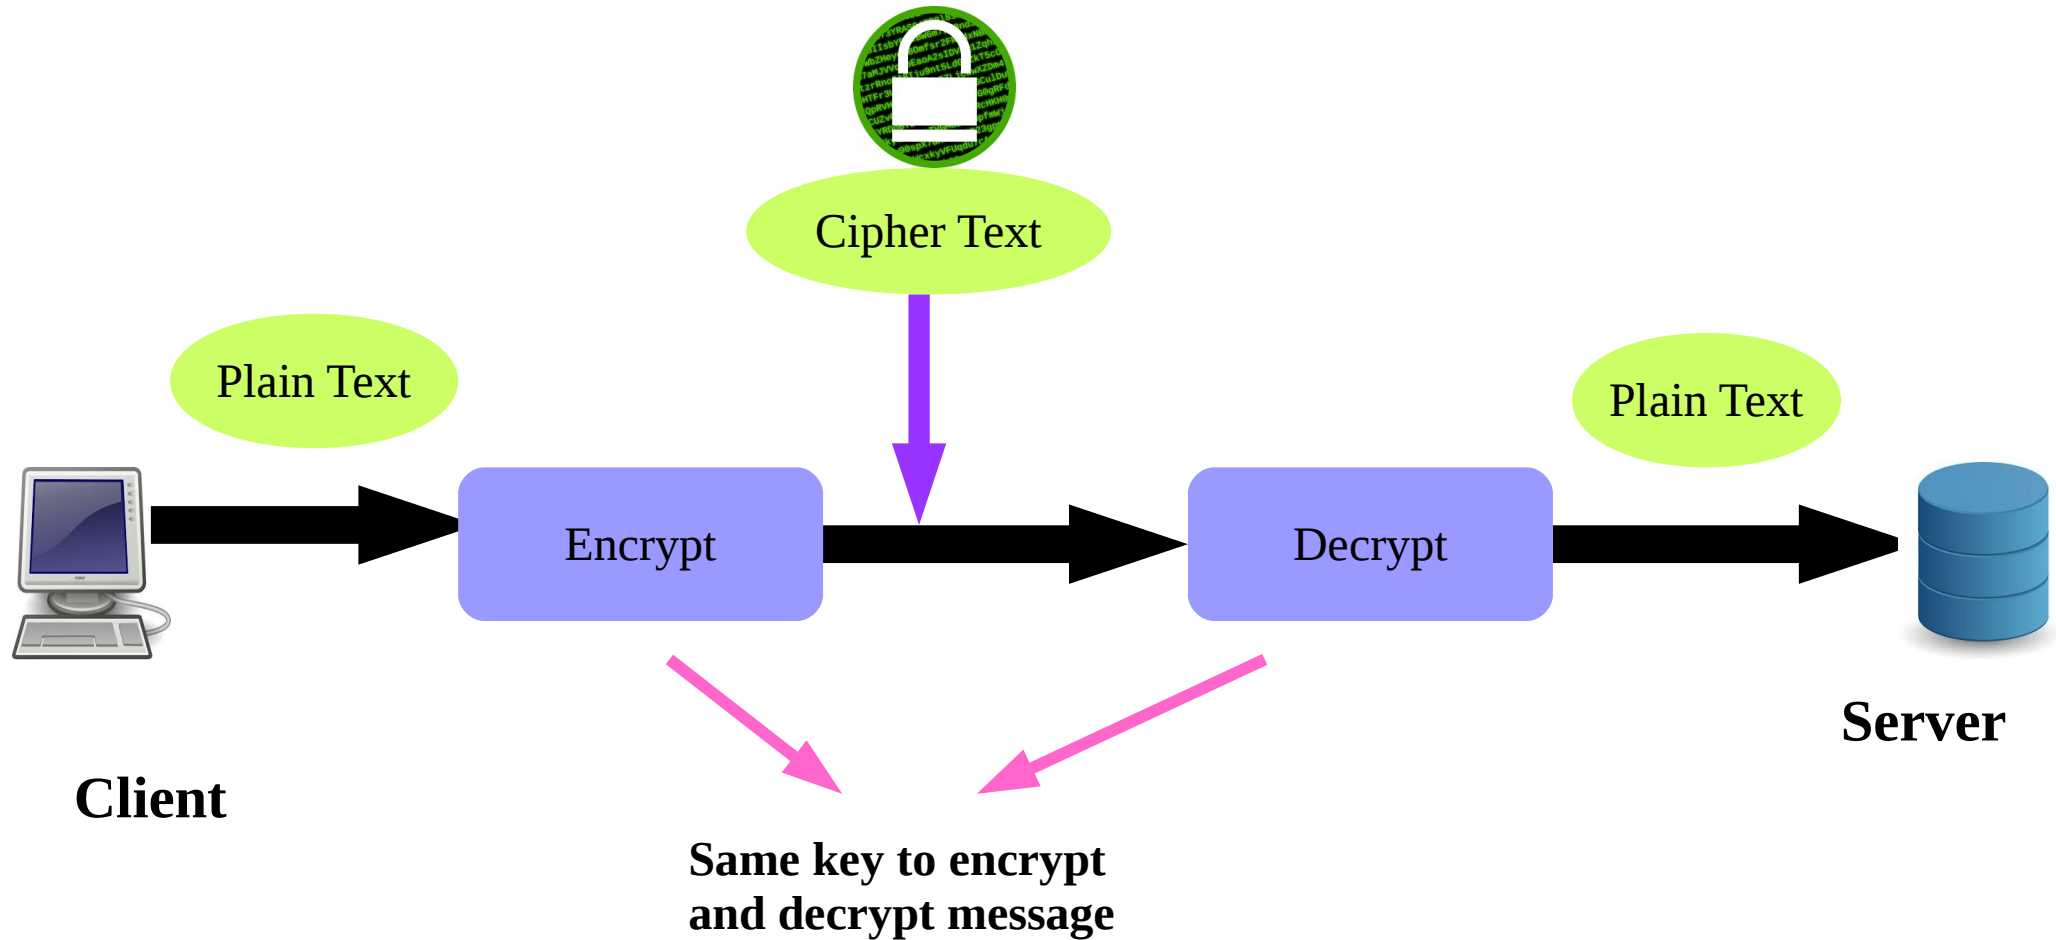 Cipher Text
Plain Text
Plain Text
Encrypt
Decrypt
Server
Client
Same key to encrypt
and decrypt message